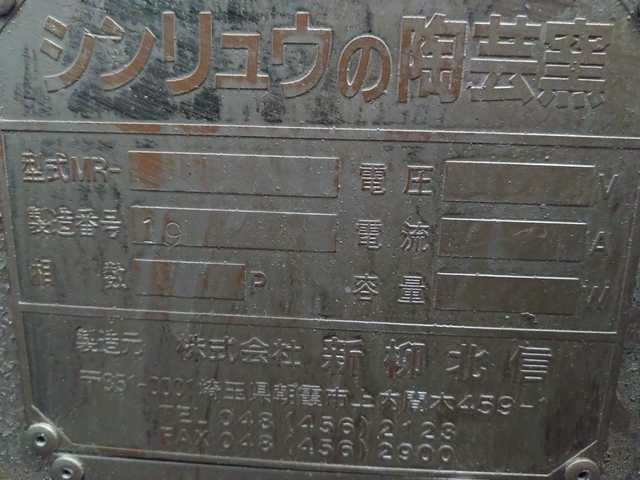 シンリュウの陶芸窯
型式MR- 電圧 V
製造番号 19 電流 A
相数 P 容量 W
製造元 株式会社 新柳北信
〒351-0001 埼玉県朝霞市上内間木459-1
TEL 048(456)2123
FAX 048(456)2900